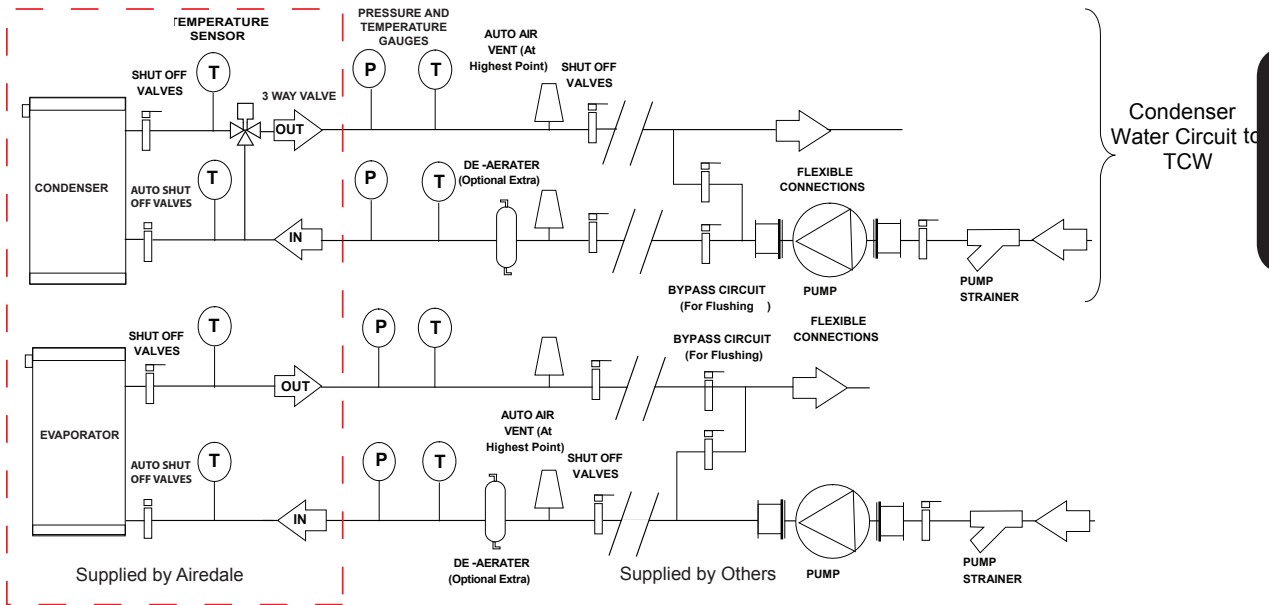 TEMPERATURE
SENSOR
PRESSURE AND
TEMPERATURE
GAUGES
AUTO AIR
VENT (At
Highest Point)
SHUT OFF
VALVES
SHUT OFF
VALVES
T
P
T
3 WAY VALVE
OUT
Condenser
Water Circuit to
TCW
CONDENSER
AUTO SHUT
OFF VALVES
T
P
T
DE -AERATER
(Optional Extra)
FLEXIBLE
CONNECTIONS
IN
BYPASS CIRCUIT
(For Flushing )
PUMP
PUMP
STRAINER
SHUT OFF
VALVES
T
P
T
BYPASS CIRCUIT
(For Flushing)
FLEXIBLE
CONNECTIONS
OUT
EVAPORATOR
AUTO SHUT
OFF VALVES
T
P
T
AUTO AIR
VENT (At
Highest Point)
SHUT OFF
VALVES
IN
DE -AERATER
(Optional Extra)
PUMP
PUMP
STRAINER
Supplied by Airedale
Supplied by Others